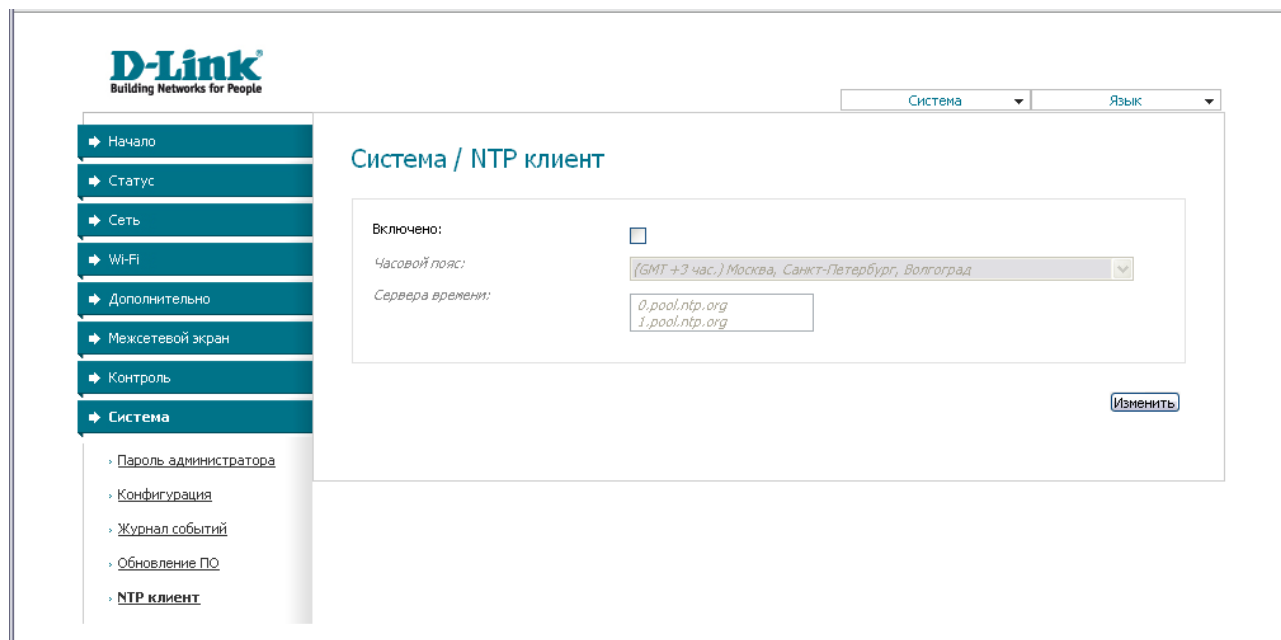 D-Link
Building Networks for People
Система
Язык
Начало
Статус
Сеть
Wi-Fi
Дополнительно
Межсетевой экран
Контроль
Система
Пароль администратора
Конфигурация
Журнал событий
Обновление ПО
NTP клиент
Система / NTP клиент
Включено:
Часовой пояс:
(GMT +3 час.) Москва, Санкт-Петербург, Волгоград
Сервера времени:
0.pool.ntp.org
1.pool.ntp.org
Изменить